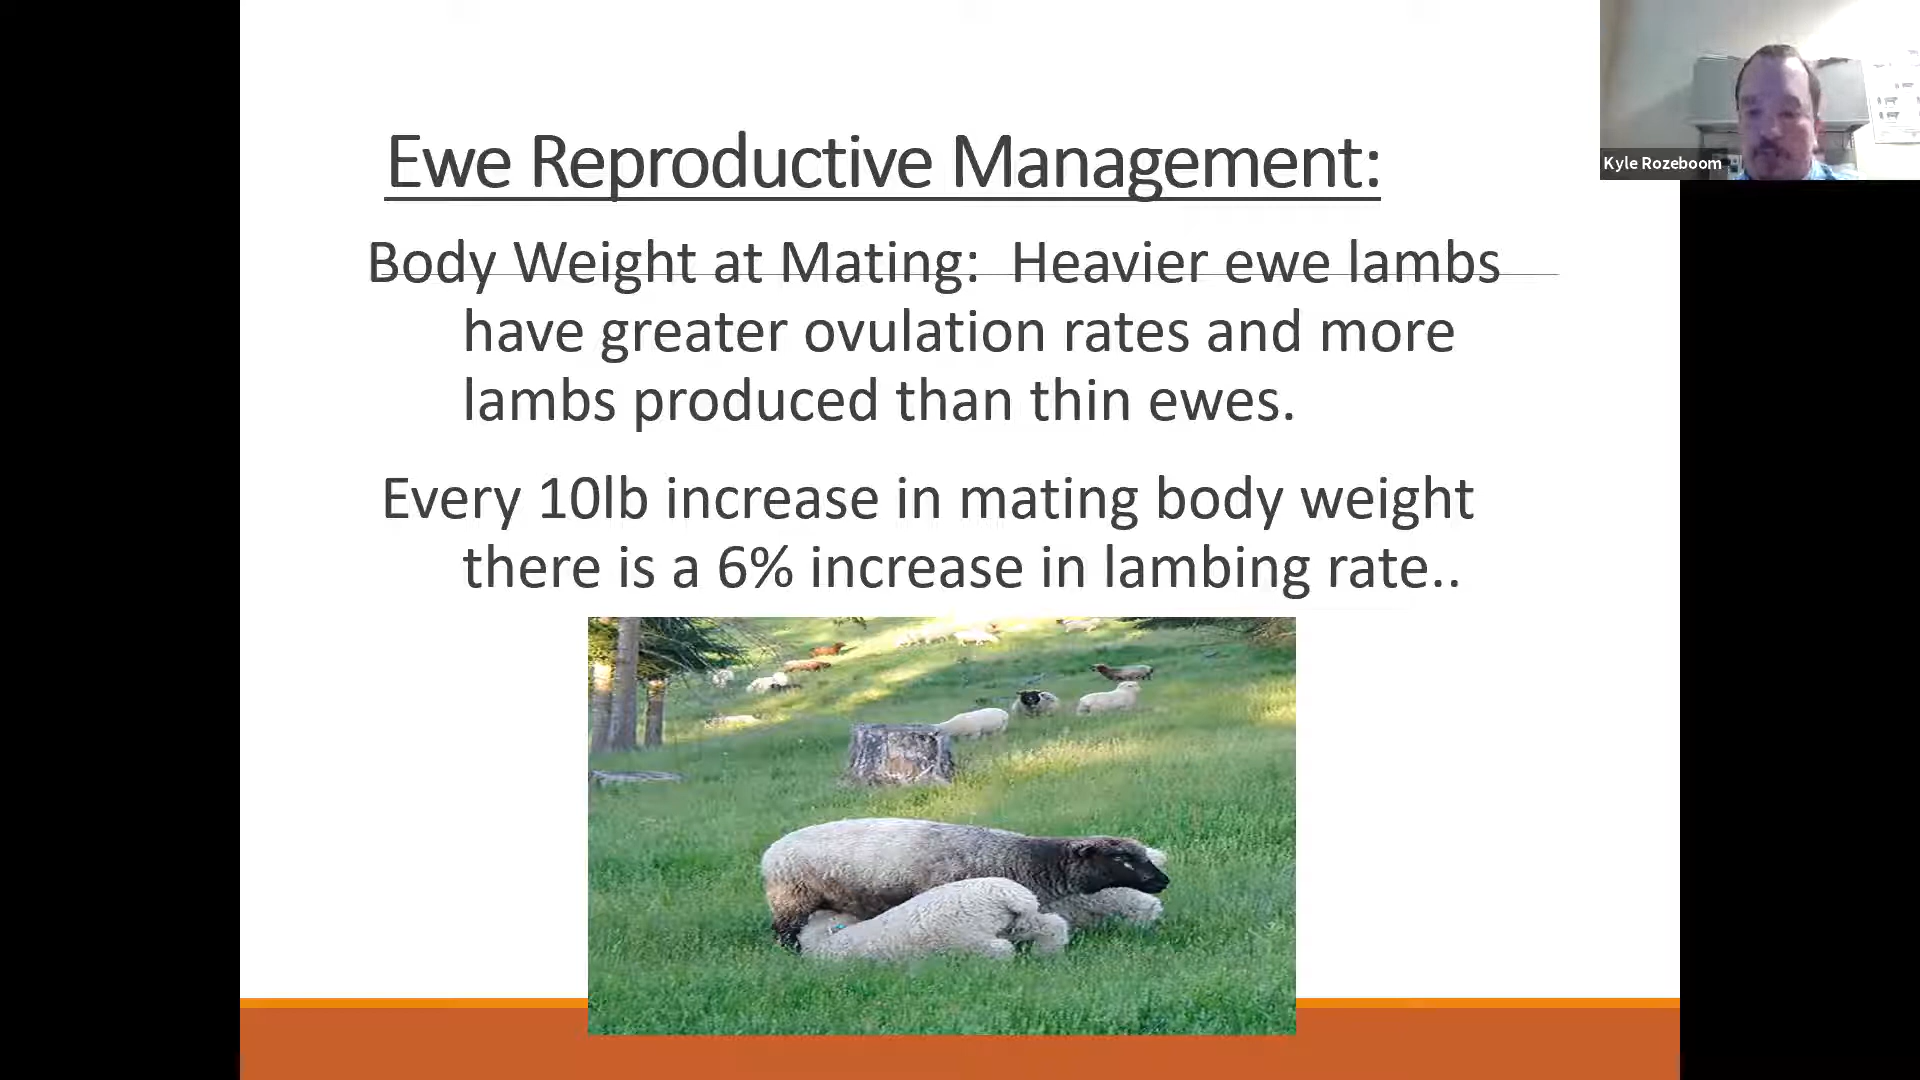 Ewe Reproductive Management:
Body Weight at Mating:  Heavier ewe lambs
have greater ovulation rates and more
lambs produced than thin ewes.
Every 10lb increase in mating body weight
there is a 6% increase in lambing rate..
Kyle Rozeboom